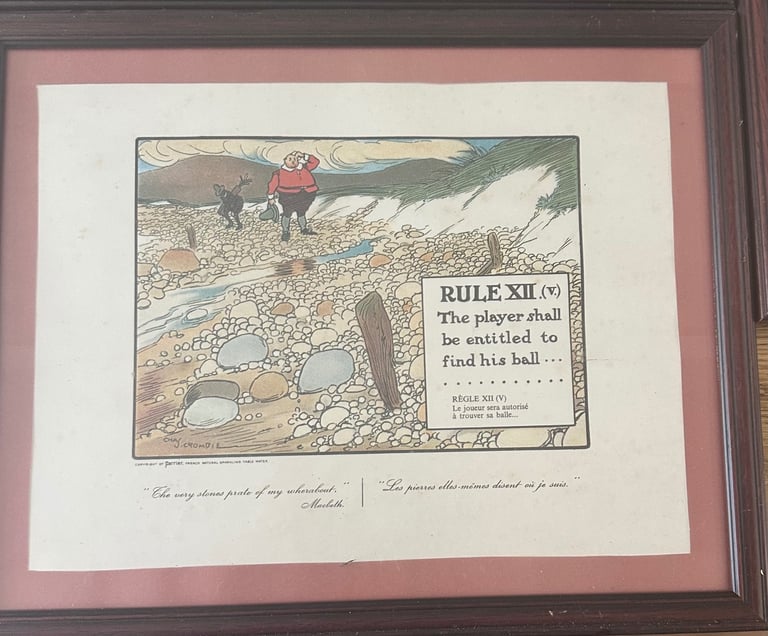 RULE XII.(V.)
The player shall
be entitled to
find his ball ...
RÈGLE XII (V)
Le joueur sera autorisé
à trouver sa balle...
CHAS
CROMBIE
COPYRIGHT OF Perrier, FRENCH NATURAL SPARKLING TABLE WATER.
"The very stones prate of my whereabout."
Macbeth.
"Les pierres elles-mêmes disent où je suis."